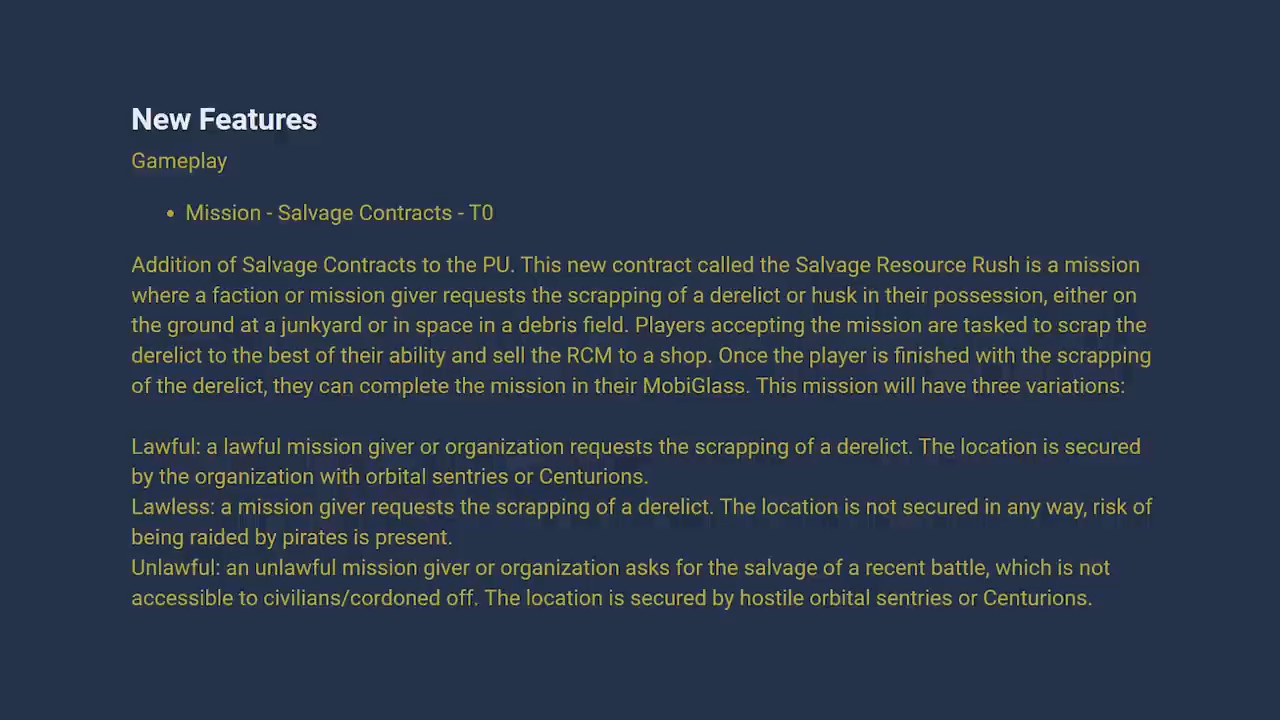 New Features
Gameplay
• Mission - Salvage Contracts - T0
Addition of Salvage Contracts to the PU. This new contract called the Salvage Resource Rush is a mission
where a faction or mission giver requests the scrapping of a derelict or husk in their possession, either on
the ground at a junkyard or in space in a debris field. Players accepting the mission are tasked to scrap the
derelict to the best of their ability and sell the RCM to a shop. Once the player is finished with the scrapping
of the derelict, they can complete the mission in their MobiGlass. This mission will have three variations:
Lawful: a lawful mission giver or organization requests the scrapping of a derelict. The location is secured
by the organization with orbital sentries or Centurions.
Lawless: a mission giver requests the scrapping of a derelict. The location is not secured in any way, risk of
being raided by pirates is present.
Unlawful: an unlawful mission giver or organization asks for the salvage of a recent battle, which is not
accessible to civilians/cordoned off. The location is secured by hostile orbital sentries or Centurions.